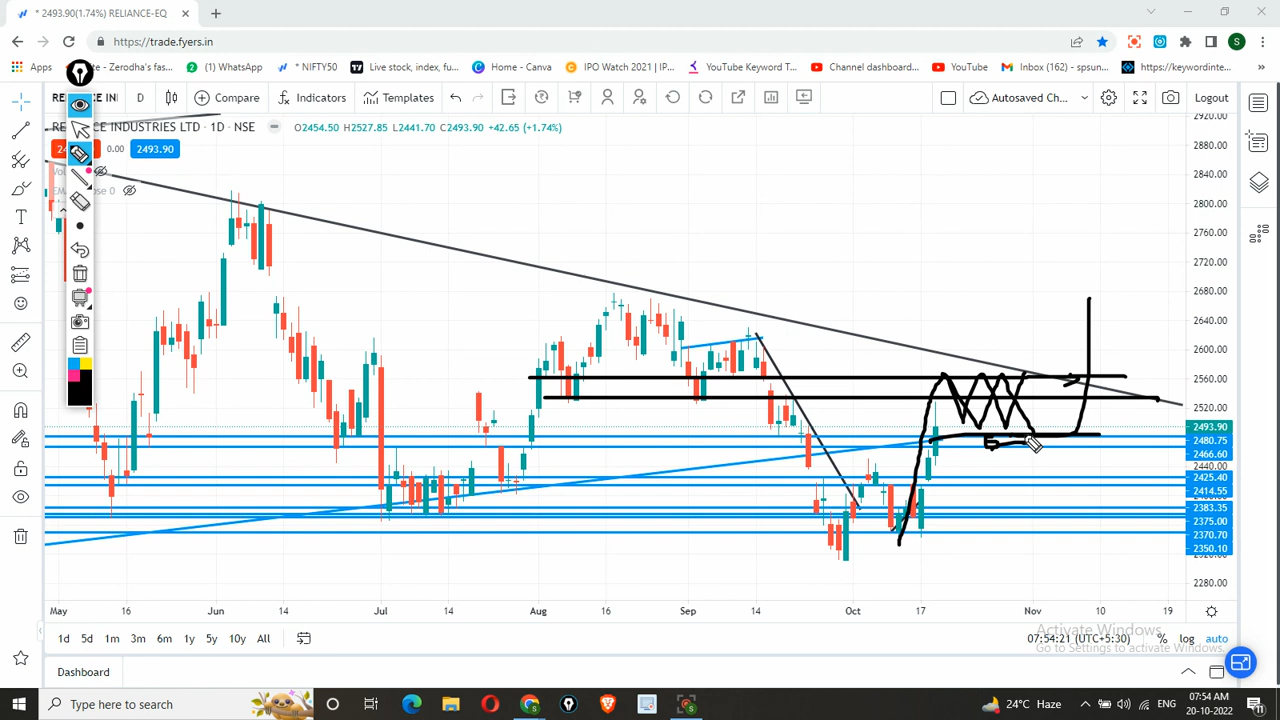 * 2493.90(1.74%) RELIANCE-EQ
https://trade.fyers.in
Apps
e - Zerodha's fas...
(1) WhatsApp
* NIFTY50
Live stock, index, fu...
Home - Canva
IPO Watch 2021 | IP...
YouTube Keyword T...
Channel dashboard...
YouTube
Inbox (162) - spsun...
https://keywordinte...
D
Compare
Indicators
Templates
Autosaved Ch...
Logout
INDUSTRIES LTD · 1D · NSE
O2454.50 H2527.85 L2441.70 C2493.90 +42.65 (+1.74%)
0.00
2493.90
2920.00
2880.00
2840.00
2800.00
2760.00
2720.00
2680.00
2640.00
2600.00
2560.00
2520.00
2493.90
2480.75
2466.60
2440.00
2425.40
2414.55
2383.35
2375.00
2370.70
2350.10
2280.00
May
16
Jun
14
Jul
14
Aug
16
Sep
14
Oct
17
Nov
10
19
1d
5d
1m
3m
6m
1y
5y
10y
All
07:54:21 (UTC+5:30)
%
log
auto
Activate Windows
Go to Settings to activate Windows.
Dashboard
Type here to search
24°C Haze
ENG
07:54 AM
20-10-2022